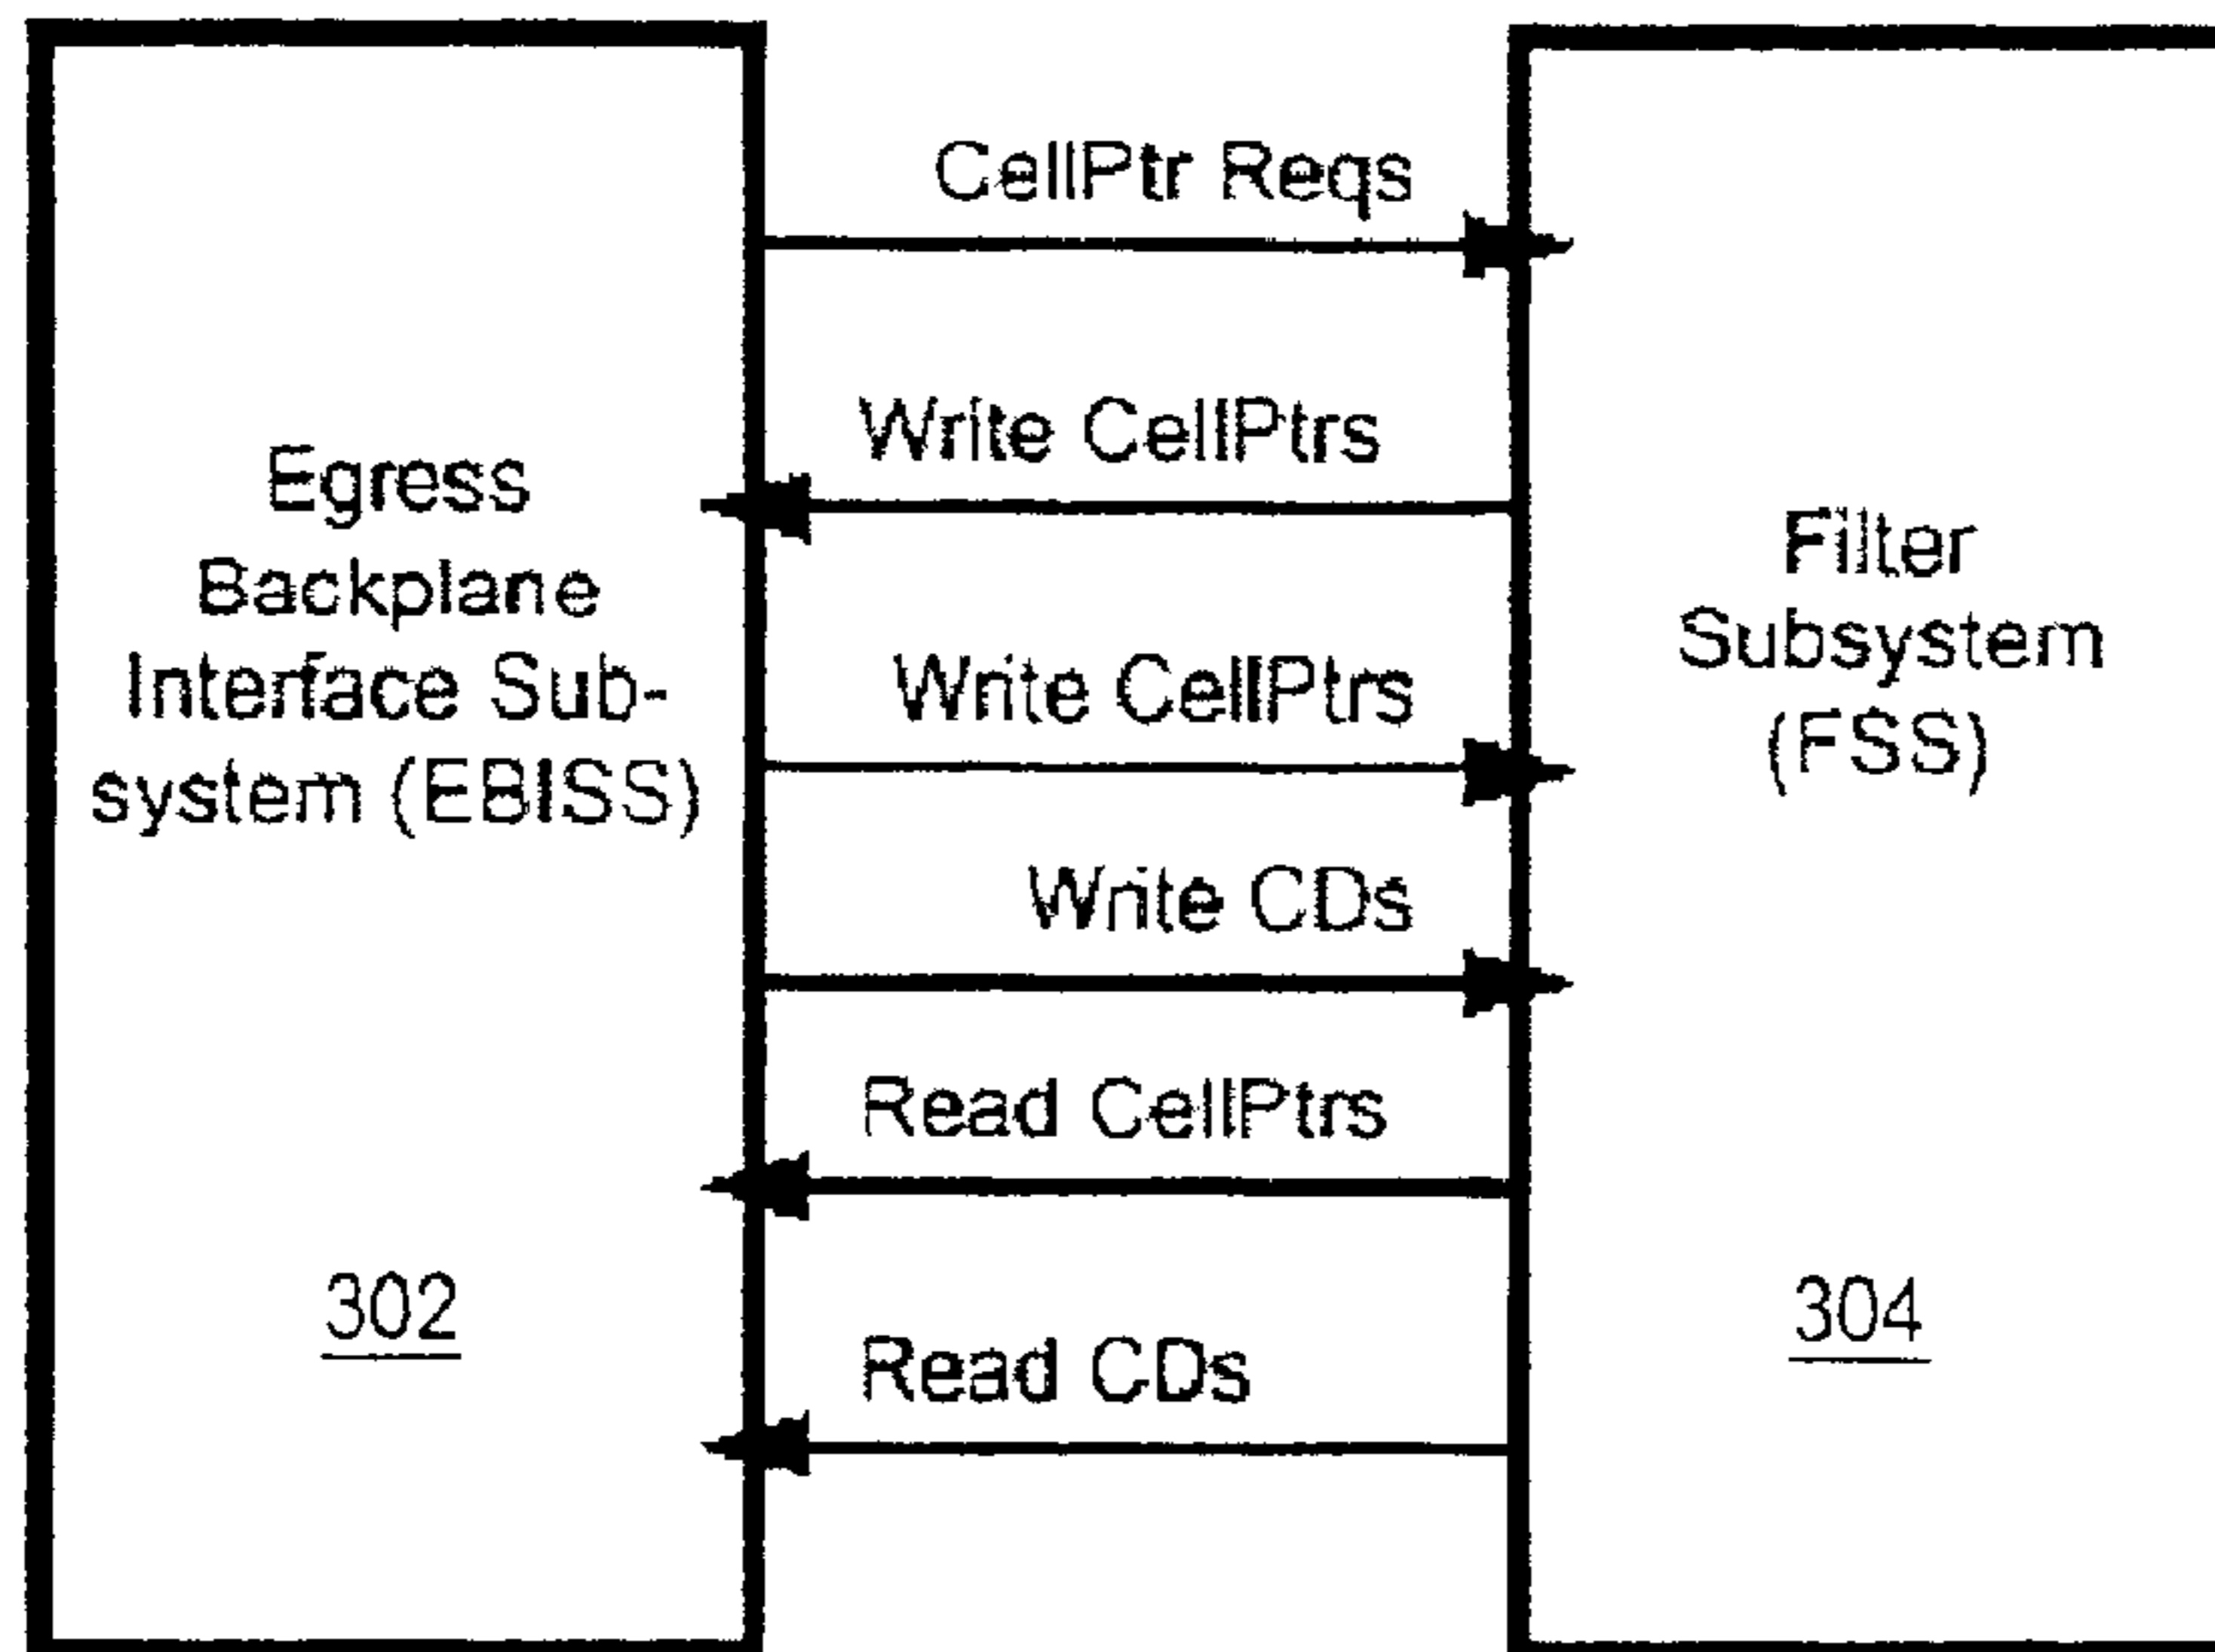 CellPtr Reqs
Write CellPtrs
Egress
Backplane
Interface Sub-
system (EBISS)
Filter
Subsystem
(FSS)
Write CellPtrs
Write CDs
Read CellPtrs
302
304
Read CDs